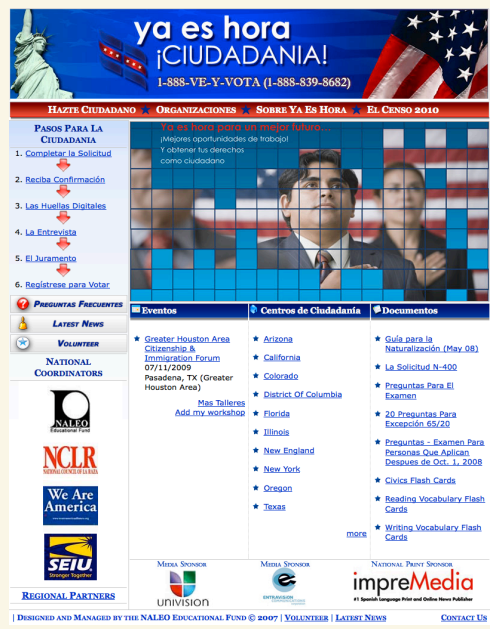 ya es hora
¡CIUDADANIA!
1-888-VE-Y-VOTA (1-888-839-8682)
HAZTE CIUDADANO ★ ORGANIZACIONES ★ SOBRE YA ES HORA ★ EL CENSO 2010
PASOS PARA LA
CIUDADANIA
1. Completar la Solicitud
2. Reciba Confirmación
3. Las Huellas Digitales
4. La Entrevista
5. El Juramento
6. Regístrese para Votar
PREGUNTAS FRECUENTES
LATEST NEWS
VOLUNTEER
NATIONAL
COORDINATORS
NALEO
Educational Fund
NCLR
NATIONAL COUNCIL OF LA RAZA
We Are
America
SEIU
Stronger Together
REGIONAL PARTNERS
Ya es hora para un mejor futuro...
¡Mejores oportunidades de trabajo!
Y obtener tus derechos
como ciudadano
Eventos
Greater Houston Area
Citizenship &
Immigration Forum
07/11/2009
Pasadena, TX (Greater
Houston Area)
Mas Talleres
Add my workshop
Centros de Ciudadanía
Arizona
California
Colorado
District Of Columbia
Florida
Illinois
New England
New York
Oregon
Texas
more
Documentos
Guía para la
Naturalización (May 08)
La Solicitud N-400
Preguntas Para El
Examen
20 Preguntas Para
Excepción 65/20
Preguntas - Examen Para
Personas Que Aplican
Despues de Oct. 1, 2008
Civics Flash Cards
Reading Vocabulary Flash
Cards
Writing Vocabulary Flash
Cards
MEDIA SPONSOR
UNIVISION
MEDIA SPONSOR
ENTRAVISION
NATIONAL PRINT SPONSOR
impreMedia
#1 Spanish Language Print and Online News Publisher
| DESIGNED AND MANAGED BY THE NALEO EDUCATIONAL FUND © 2007 | VOLUNTEER | LATEST NEWS CONTACT US